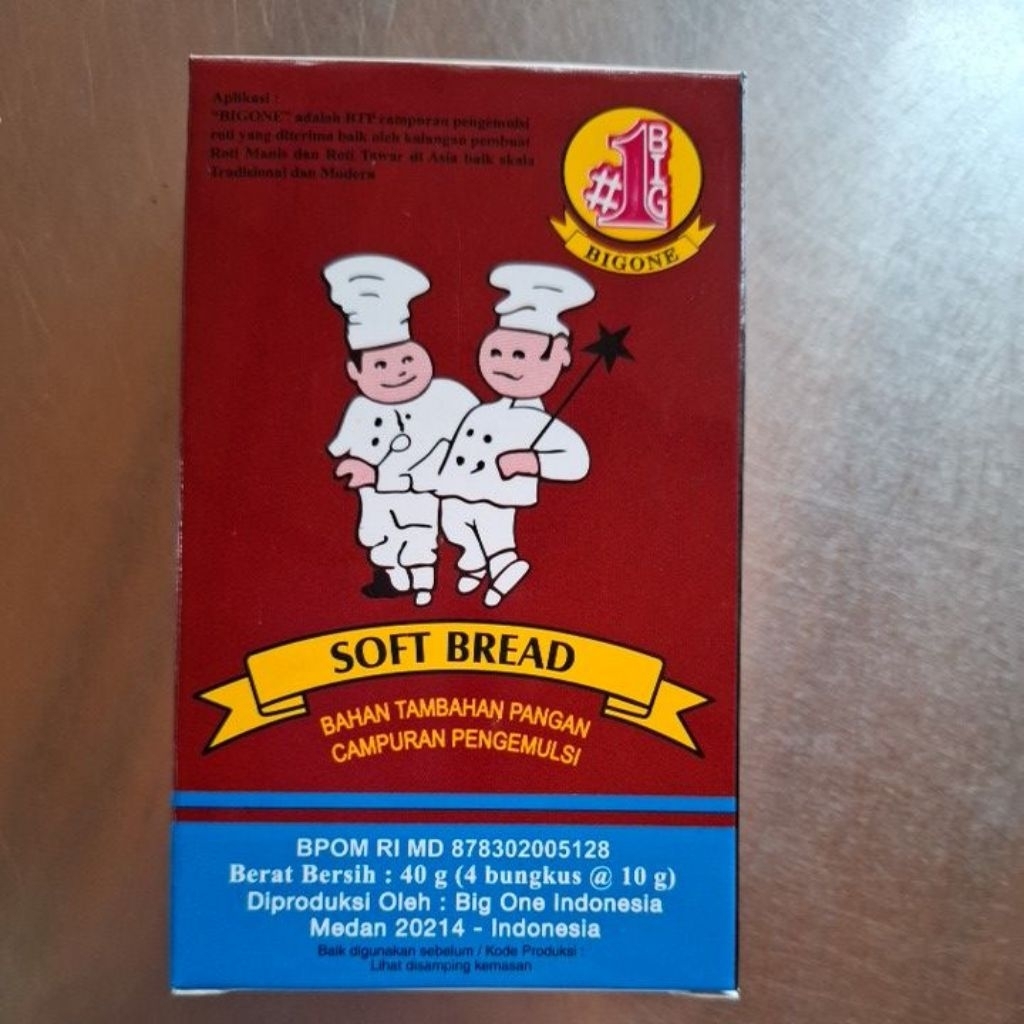 Aplikasi :
"BIGONE" adalah BTP campuran pengemulsi
roti yang diterima baik oleh kalangan pembuat
Roti Manis dan Roti Tawar di Asia baik skala
Tradisional dan Modern
#1 BIG
BIGONE
SOFT BREAD
BAHAN TAMBAHAN PANGAN
CAMPURAN PENGEMULSI
BPOM RI MD 878302005128
Berat Bersih : 40 g (4 bungkus @ 10 g)
Diproduksi Oleh : Big One Indonesia
Medan 20214 - Indonesia
Baik digunakan sebelum / Kode Produksi :
Lihat disamping kemasan